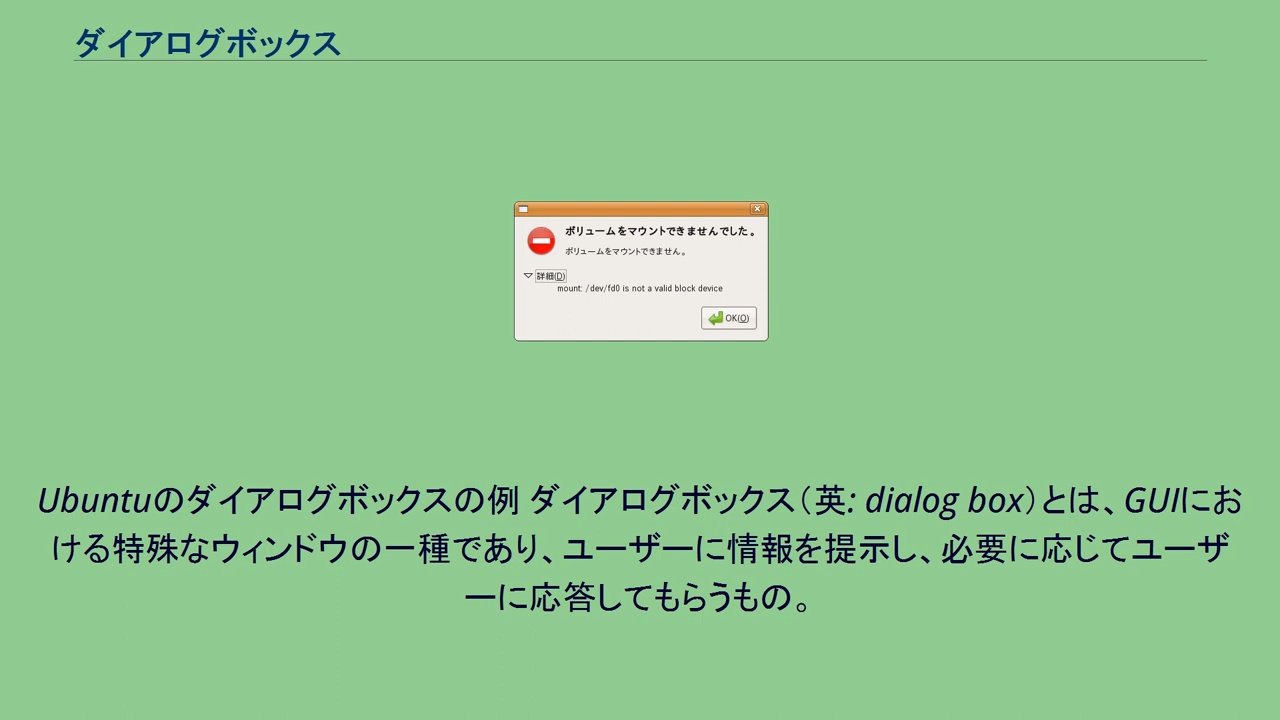 ダイアログボックス
ボリュームをマウントできませんでした。
ボリュームをマウントできません。
詳細(D)
mount: /dev/fd0 is not a valid block device
OK(O)
Ubuntuのダイアログボックスの例 ダイアログボックス（英: dialog box）とは、GUIにお
ける特殊なウィンドウの一種であり、ユーザーに情報を提示し、必要に応じてユーザ
ーに応答してもらうもの。